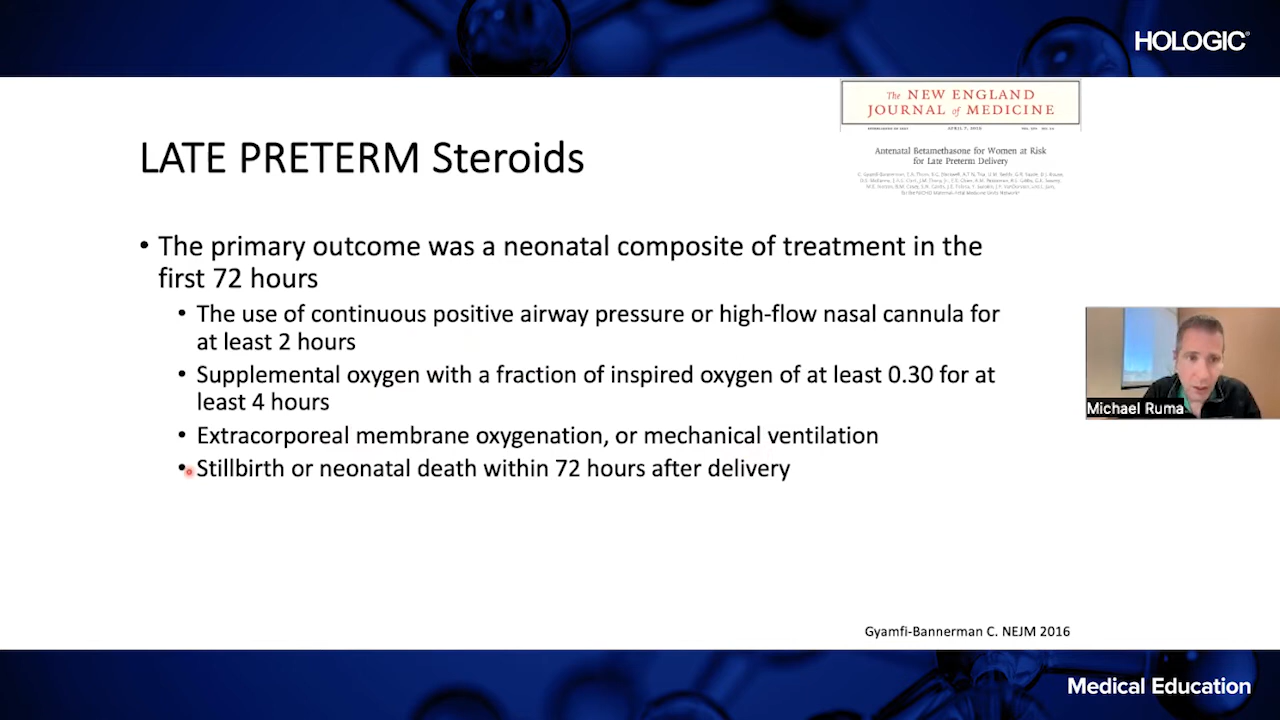 HOLOGIC®
The NEW ENGLAND
JOURNAL of MEDICINE
APRIL 7, 2016
Antenatal Betamethasone for Women at Risk
for Late Preterm Delivery
LATE PRETERM Steroids
• The primary outcome was a neonatal composite of treatment in the
first 72 hours
• The use of continuous positive airway pressure or high-flow nasal cannula for
at least 2 hours
• Supplemental oxygen with a fraction of inspired oxygen of at least 0.30 for at
least 4 hours
• Extracorporeal membrane oxygenation, or mechanical ventilation
• Stillbirth or neonatal death within 72 hours after delivery
Michael Ruma
Gyamfi-Bannerman C. NEJM 2016
Medical Education